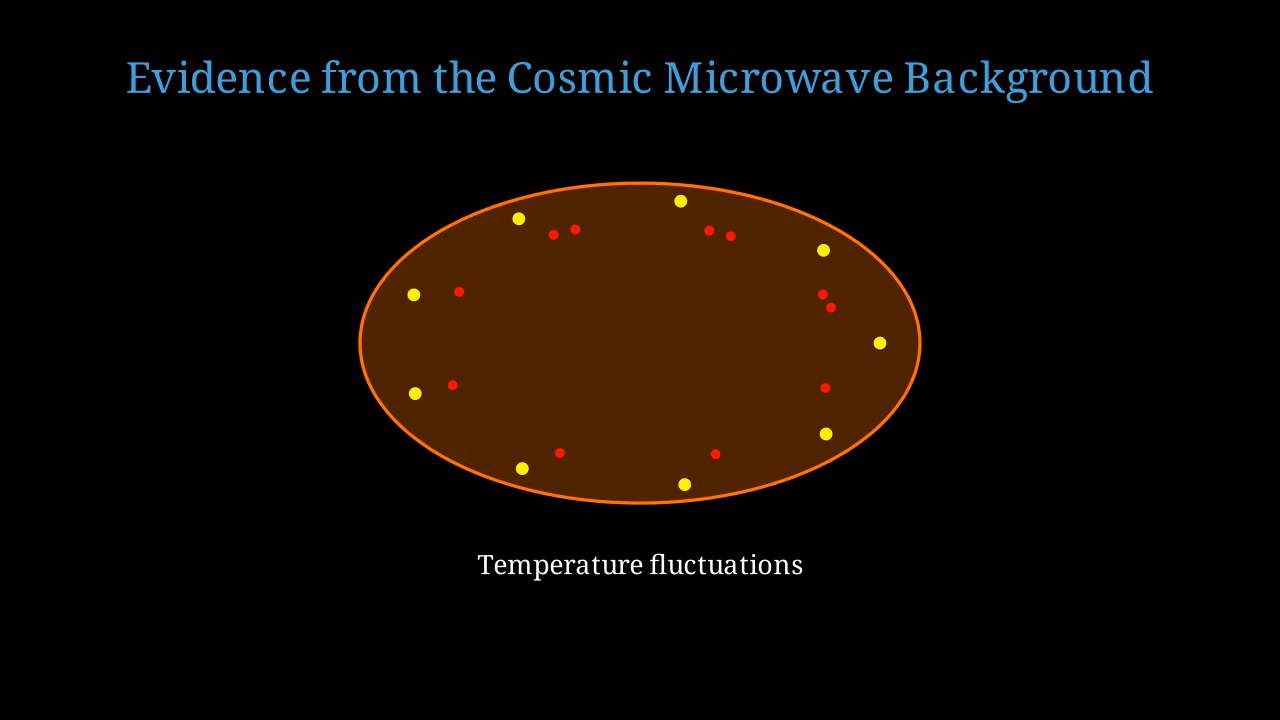 Evidence from the Cosmic Microwave Background
Temperature fluctuations